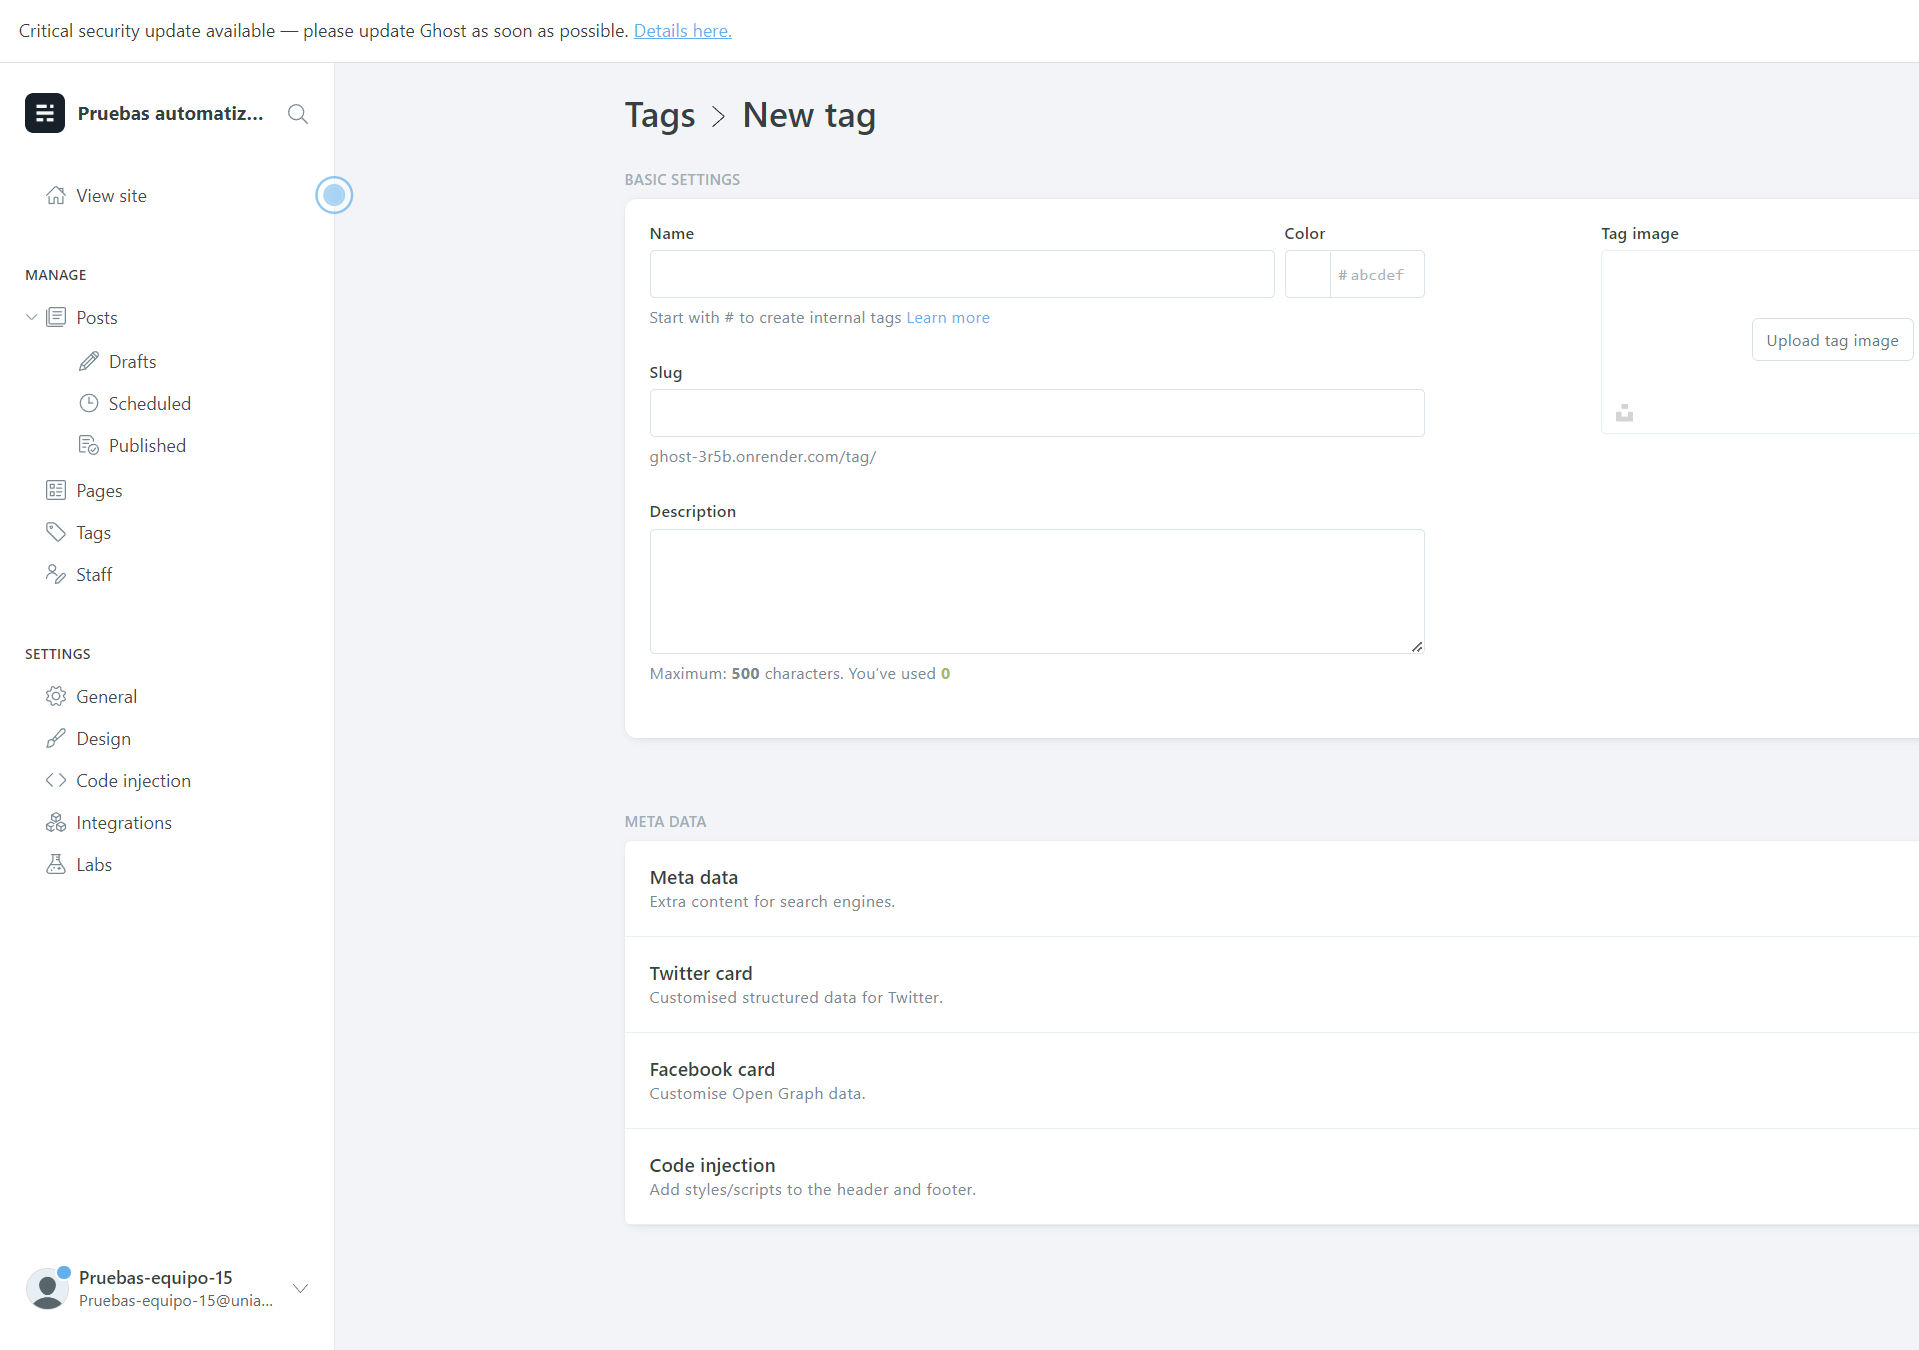 Critical security update available — please update Ghost as soon as possible. Details here.
Pruebas automatiz...
View site
MANAGE
Posts
Drafts
Scheduled
Published
Pages
Tags
Staff
SETTINGS
General
Design
Code injection
Integrations
Labs
Pruebas-equipo-15
Pruebas-equipo-15@unia...
Tags > New tag
BASIC SETTINGS
Name
Color
# abcdef
Start with # to create internal tags Learn more
Slug
ghost-3r5b.onrender.com/tag/
Description
Maximum: 500 characters. You’ve used 0
Tag image
Upload tag image
META DATA
Meta data
Extra content for search engines.
Twitter card
Customised structured data for Twitter.
Facebook card
Customise Open Graph data.
Code injection
Add styles/scripts to the header and footer.